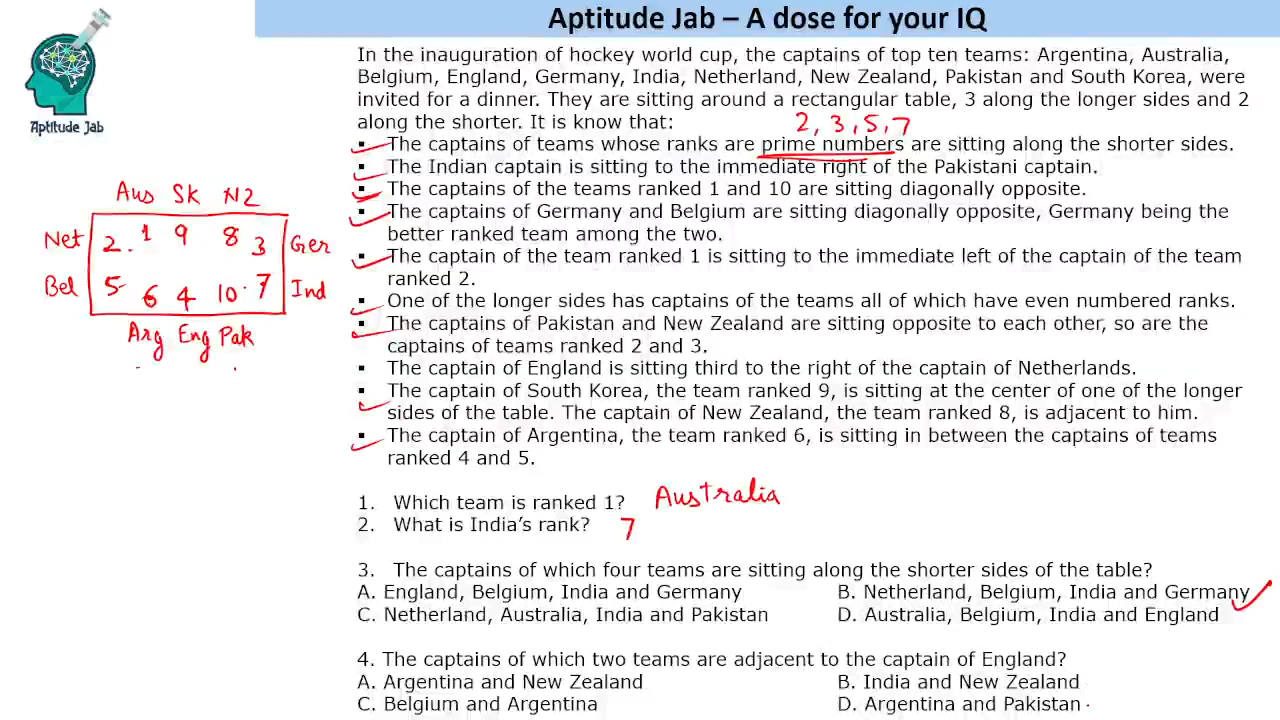 Aptitude Jab – A dose for your IQ
Aptitude Jab
In the inauguration of hockey world cup, the captains of top ten teams: Argentina, Australia,
Belgium, England, Germany, India, Netherland, New Zealand, Pakistan and South Korea, were
invited for a dinner. They are sitting around a rectangular table, 3 along the longer sides and 2
along the shorter. It is know that:
2, 3, 5, 7
▪ The captains of teams whose ranks are prime numbers are sitting along the shorter sides.
▪ The Indian captain is sitting to the immediate right of the Pakistani captain.
▪ The captains of the teams ranked 1 and 10 are sitting diagonally opposite.
▪ The captains of Germany and Belgium are sitting diagonally opposite, Germany being the
better ranked team among the two.
▪ The captain of the team ranked 1 is sitting to the immediate left of the captain of the team
ranked 2.
▪ One of the longer sides has captains of the teams all of which have even numbered ranks.
▪ The captains of Pakistan and New Zealand are sitting opposite to each other, so are the
captains of teams ranked 2 and 3.
▪ The captain of England is sitting third to the right of the captain of Netherlands.
▪ The captain of South Korea, the team ranked 9, is sitting at the center of one of the longer
sides of the table. The captain of New Zealand, the team ranked 8, is adjacent to him.
▪ The captain of Argentina, the team ranked 6, is sitting in between the captains of teams
ranked 4 and 5.
Aus SK NZ
Net 2 1 9 8 3 Ger
Bel 5 6 4 10 7 Ind
Arg Eng Pak
1. Which team is ranked 1? Australia
2. What is India's rank? 7
3. The captains of which four teams are sitting along the shorter sides of the table?
A. England, Belgium, India and Germany B. Netherland, Belgium, India and Germany
C. Netherland, Australia, India and Pakistan D. Australia, Belgium, India and England
4. The captains of which two teams are adjacent to the captain of England?
A. Argentina and New Zealand B. India and New Zealand
C. Belgium and Argentina D. Argentina and Pakistan